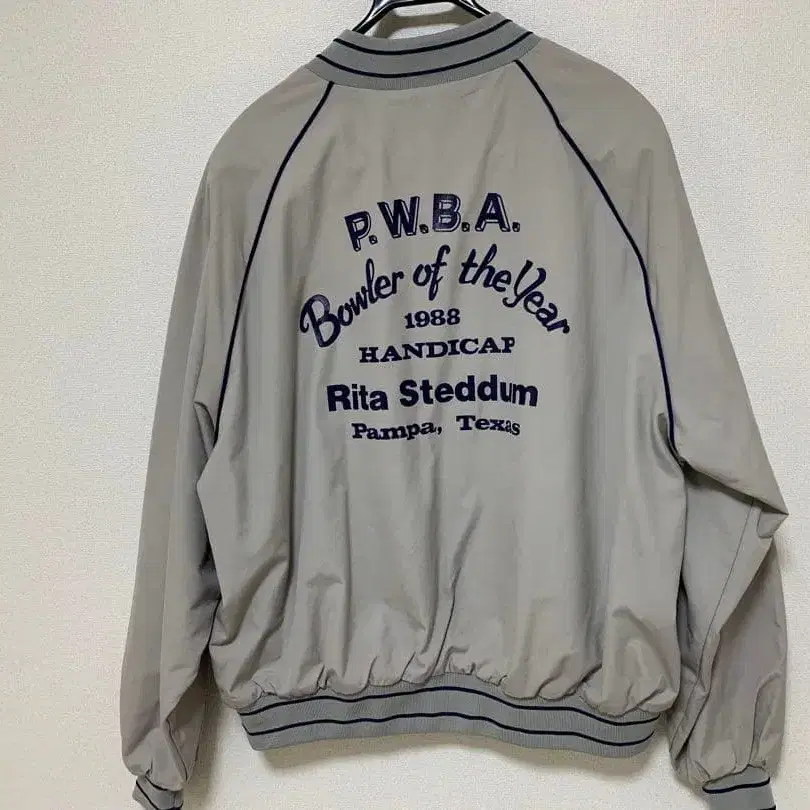 P.W.B.A.
Bowler of the Year
1988
HANDICAP
Rita Steddum
Pampa, Texas